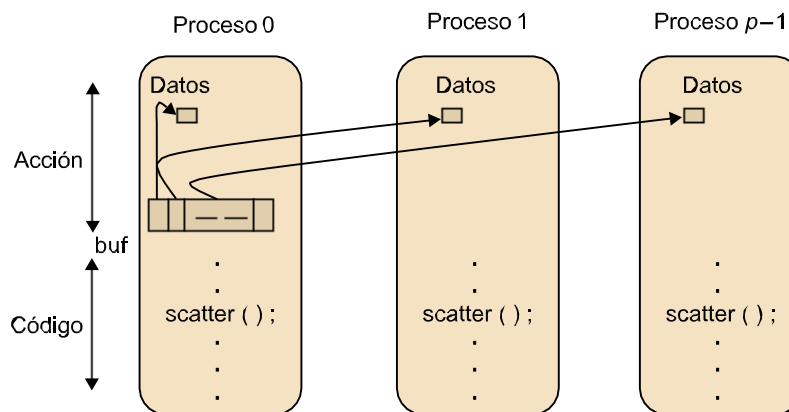 Proceso 0
Proceso 1
Proceso p–1
Datos
Datos
Datos
Acción
buf
Código
scatter ( ) ;
scatter ( ) ;
scatter ( ) ;